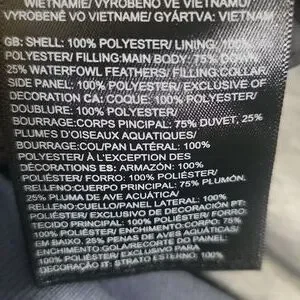 WIETNAMIE/ VYROBENO VE VIETNAMU/
VYROBENÉ VO VIETNAME/ GYÁRTVA: VIETNAM
GB: SHELL: 100% POLYESTER/ LINING: 100%
POLYESTER/ FILLING:MAIN BODY: 75% DOWN,
25% WATERFOWL FEATHERS/ FILLING:COLLAR/
SIDE PANEL: 100% POLYESTER/ EXCLUSIVE OF
DECORATION CA: COQUE: 100% POLYESTER/
DOUBLURE: 100% POLYESTER/
BOURRAGE:CORPS PRINCIPAL: 75% DUVET, 25%
PLUMES D'OISEAUX AQUATIQUES/
BOURRAGE:COL/PAN LATÉRAL: 100%
POLYESTER/ À L'EXCEPTION DES
DÉCORATIONS ES: ARMAZÓN: 100%
POLIÉSTER/ FORRO: 100% POLIÉSTER/
RELLENO:CUERPO PRINCIPAL: 75% PLUMÓN,
25% PLUMA DE AVE ACUÁTICA/
RELLENO:CUELLO/PANEL LATERAL: 100%
POLIÉSTER/ EXCLUSIVO DE DECORACIÓN PT:
TECIDO PRINCIPAL: 100% POLIÉSTER/ FORRO:
100% POLIÉSTER/ ENCHIMENTO:CORPO: 75%
EM BAIXO, 25% PENAS DE AVES AQUÁTICAS/
ENCHIMENTO:GOLA/RECORTE DO PAINEL
100% POLIÉSTER/ EXCLUSIVO DE
DECORAÇÃO IT: STRATO ESTERNO: 100%